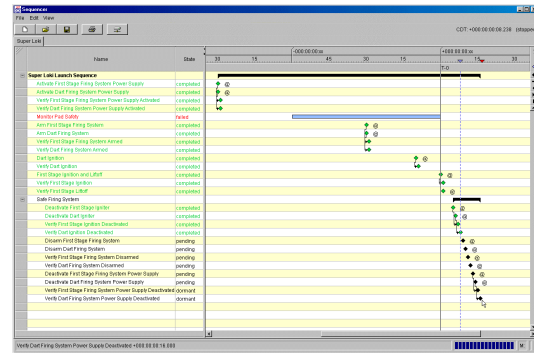 Sequencer
File Edit View
CDT: +000:00:00:08.238 (stopped
Super Loki
-000:00:00:xx +000:00:00:xx
Name State 30 15 45 30 15 15 30
T-0
Super Loki Launch Sequence
Activate First Stage Firing System Power Supply completed @
Activate Dart Firing System Power Supply completed @
Verify First Stage Firing System Power Supply Activated completed
Verify Dart Firing System Power Supply Activated completed
Monitor Pad Safety failed
Arm First Stage Firing System completed @
Arm Dart Firing System completed @
Verify First Stage Firing System Armed completed
Verify Dart Firing System Armed completed
Dart Ignition completed @
Verify Dart Ignition completed
First Stage Ignition and Liftoff completed @
Verify First Stage Ignition completed
Verify First Stage Liftoff completed @
Safe Firing System
Deactivate First Stage Igniter completed @
Deactivate Dart Igniter completed @
Verify First Stage Ignition Deactivated completed
Verify Dart Ignition Deactivated completed
Disarm First Stage Firing System pending @
Disarm Dart Firing System pending @
Verify First Stage Firing System Disarmed pending @
Verify Dart Firing System Disarmed pending @
Deactivate First Stage Firing System Power Supply pending @
Deactivate Dart Firing System Power Supply pending @
Verify First Stage Firing System Power Supply Deactivated dormant
Verify Dart Firing System Power Supply Deactivated dormant
Verify Dart Firing System Power Supply Deactivated +000:00:00:16.000 M